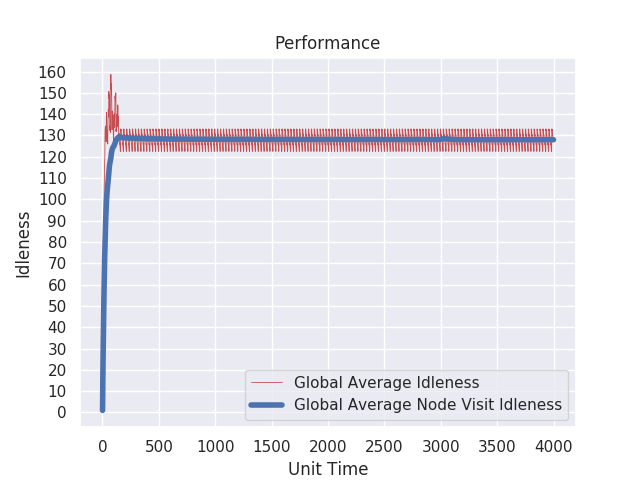 Performance
160
150
140
130
120
110
100
90
80
70
60
50
40
30
20
10
0
Idleness
Global Average Idleness
Global Average Node Visit Idleness
0 500 1000 1500 2000 2500 3000 3500 4000
Unit Time